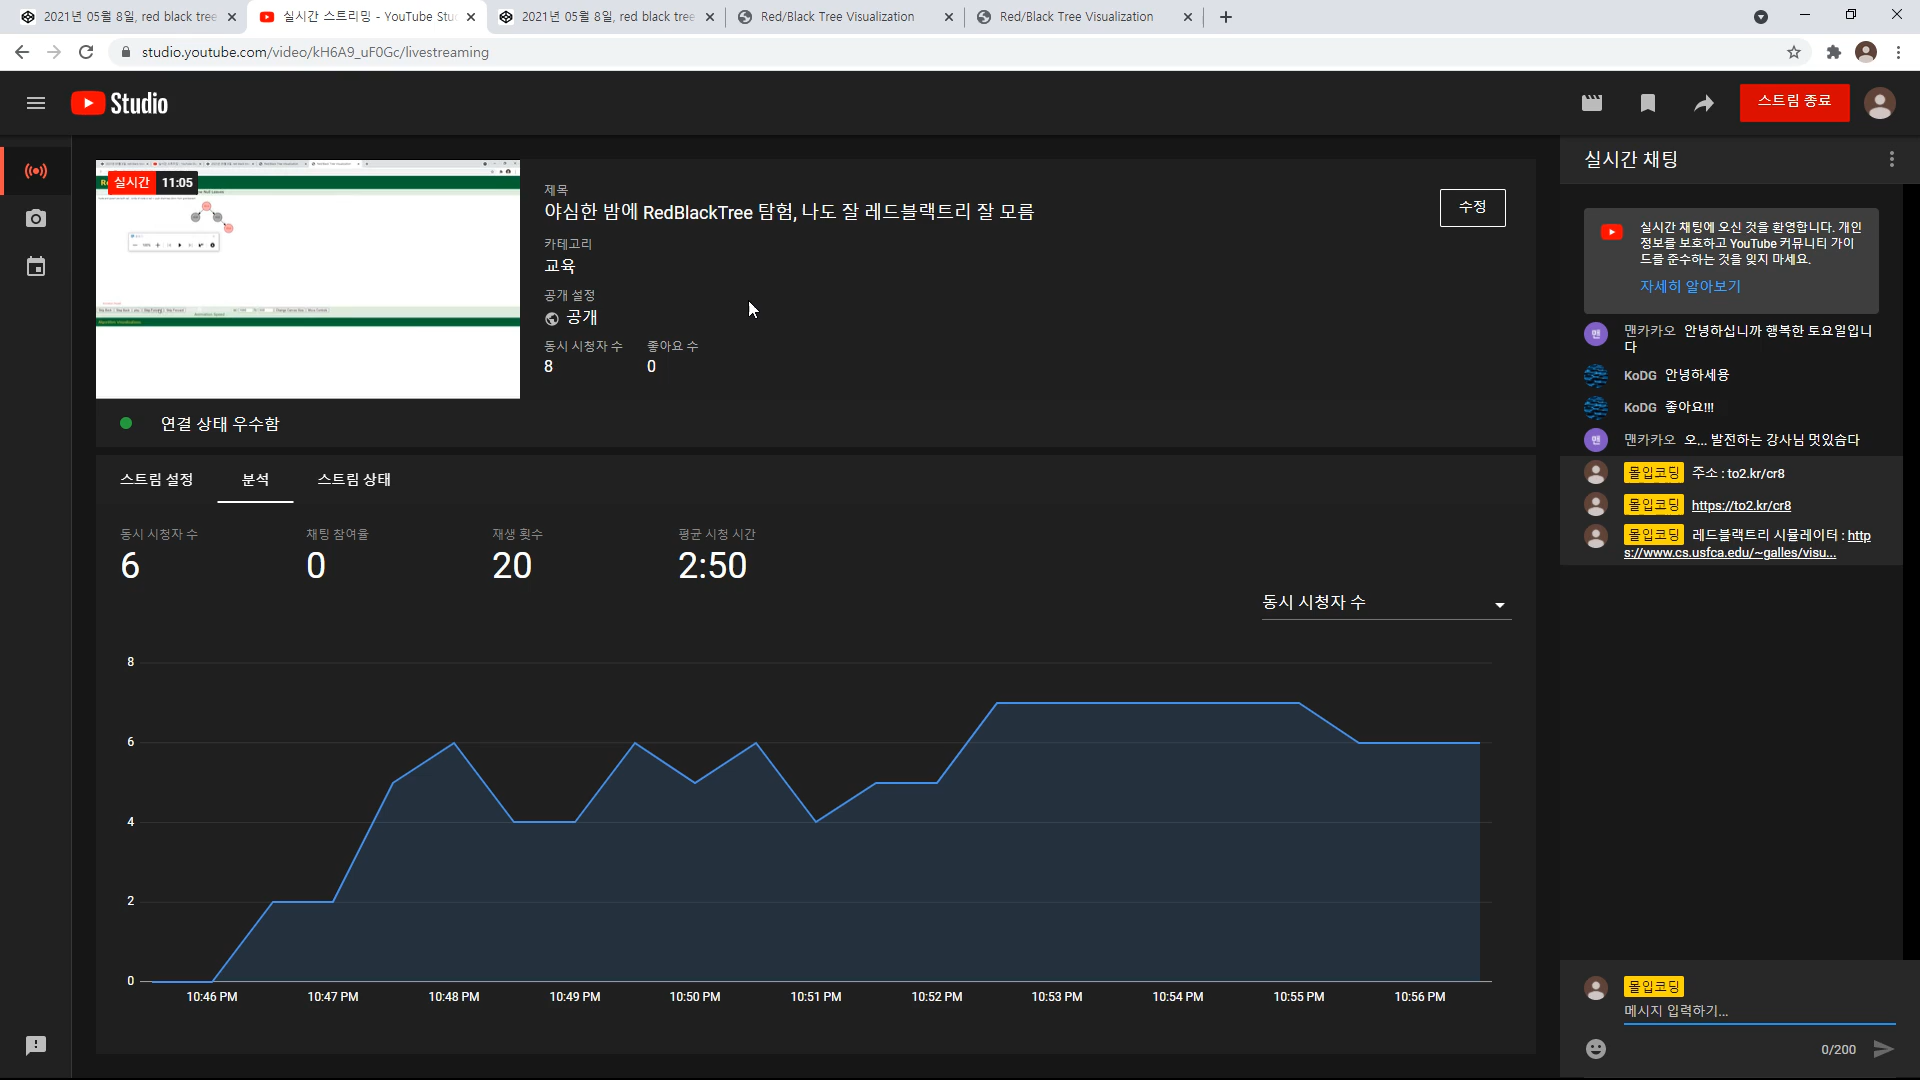 2021년 05월 8일, red black tree
실시간 스트리밍 - YouTube Stu
2021년 05월 8일, red black tree
Red/Black Tree Visualization
Red/Black Tree Visualization
studio.youtube.com/video/kH6A9_uF0Gc/livestreaming
Studio
스트림 종료
실시간 11:05
제목
야심한 밤에 RedBlackTree 탐험, 나도 잘 레드블랙트리 잘 모름
수정
카테고리
교육
공개 설정
공개
동시 시청자 수 좋아요 수
8 0
연결 상태 우수함
스트림 설정 분석 스트림 상태
동시 시청자 수 채팅 참여율 재생 횟수 평균 시청 시간
6 0 20 2:50
동시 시청자 수
8
6
4
2
0
10:46 PM 10:47 PM 10:48 PM 10:49 PM 10:50 PM 10:51 PM 10:52 PM 10:53 PM 10:54 PM 10:55 PM 10:56 PM
실시간 채팅
실시간 채팅에 오신 것을 환영합니다. 개인
정보를 보호하고 YouTube 커뮤니티 가이
드를 준수하는 것을 잊지 마세요.
자세히 알아보기
맨 맨카카오 안녕하십니까 행복한 토요일입니
다
KoDG 안녕하세용
KoDG 좋아요!!!
맨 맨카카오 오... 발전하는 강사님 멋있슴다
몰입코딩 주소 : to2.kr/cr8
몰입코딩 https://to2.kr/cr8
몰입코딩 레드블랙트리 시뮬레이터 : http
s://www.cs.usfca.edu/~galles/visu...
몰입코딩
메시지 입력하기...
0/200